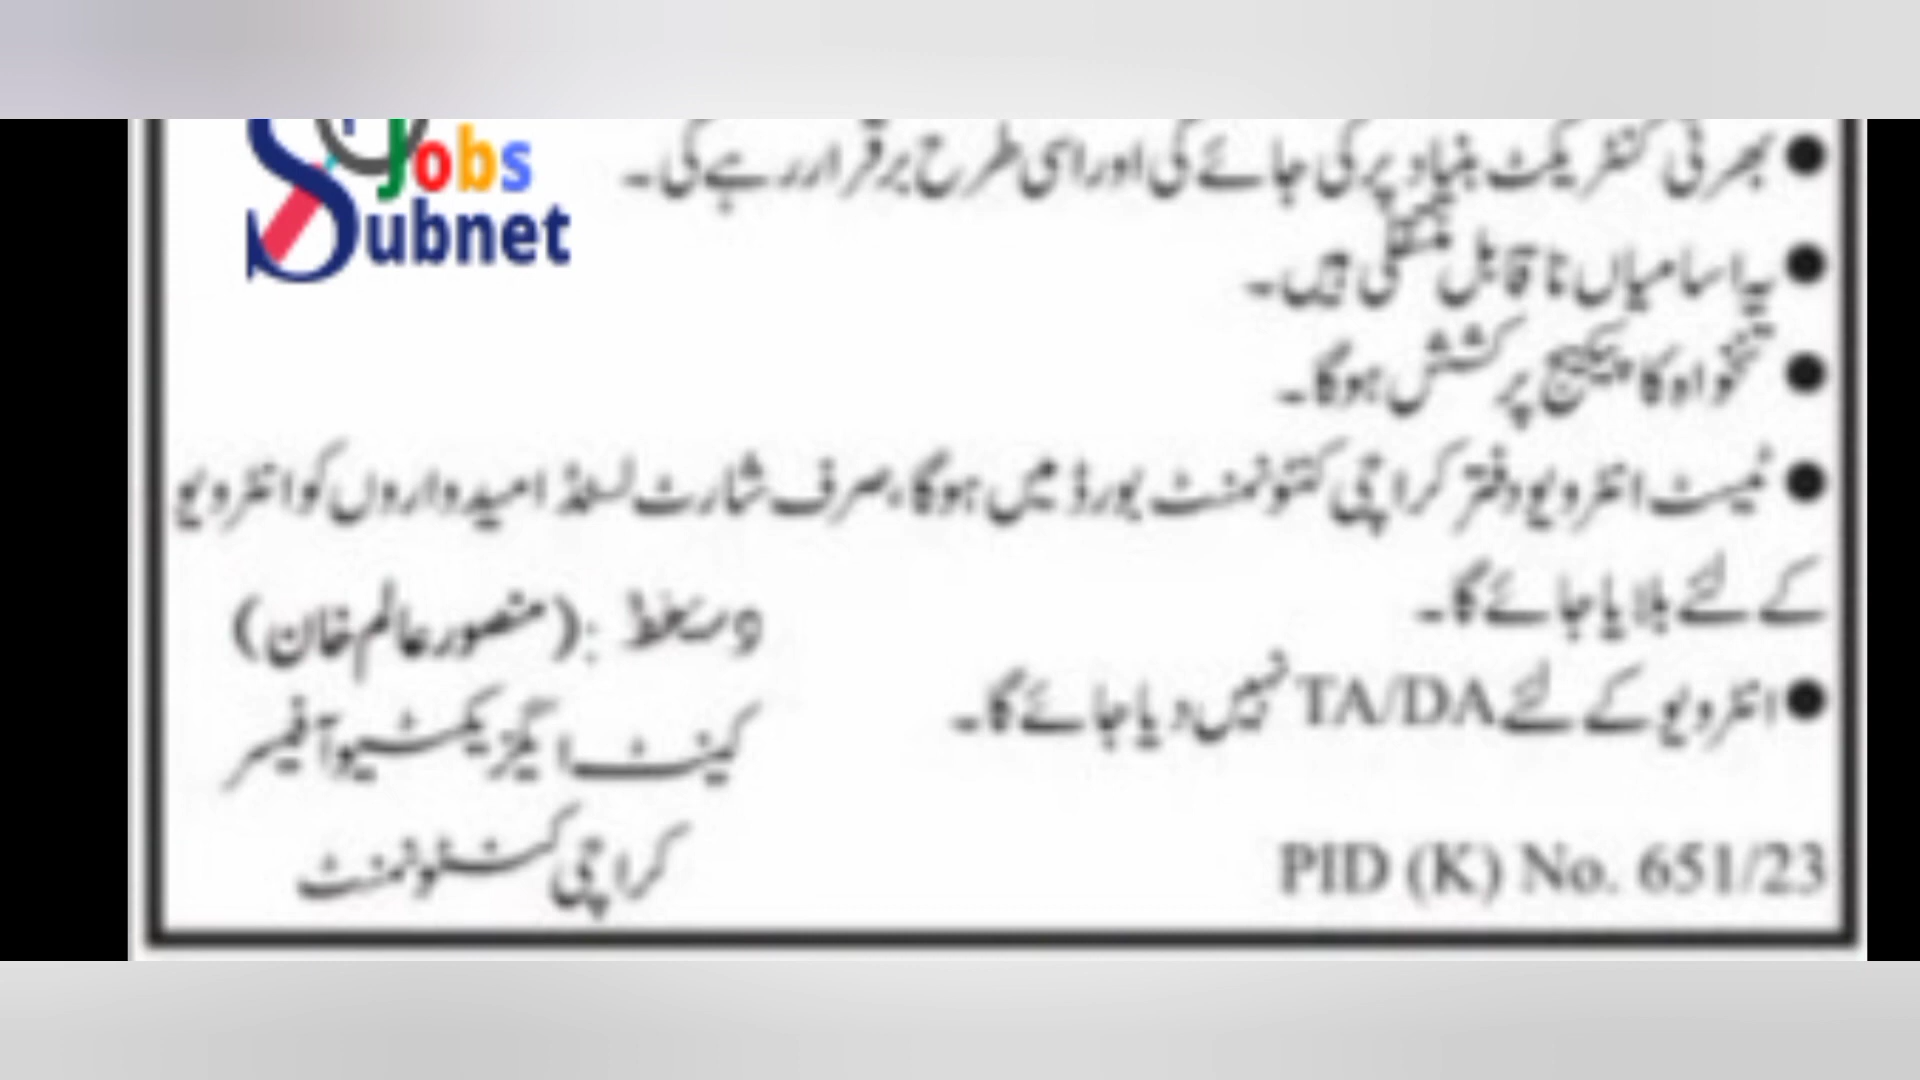 Jobs
Subnet
بھرتی کنٹریکٹ بنیاد پر کی جائے گی اور اسی طرح برقرار رہے گی۔
یہ اسامیاں ناقابل منتقلی ہیں۔
تنخواہ کا پیکیج پرکشش ہوگا۔
ٹیسٹ انٹرویو دفتر کراچی کنٹونمنٹ بورڈ میں ہوگا، صرف شارٹ لسٹڈ امیدواروں کو انٹرویو
کے لئے بلایا جائے گا۔
انٹرویو کے لئے TA/DA نہیں دیا جائے گا۔
دستخط: (منصور عالم خان)
کینٹ ایگزیکٹیو آفیسر
کراچی کنٹونمنٹ
PID (K) No. 651/23